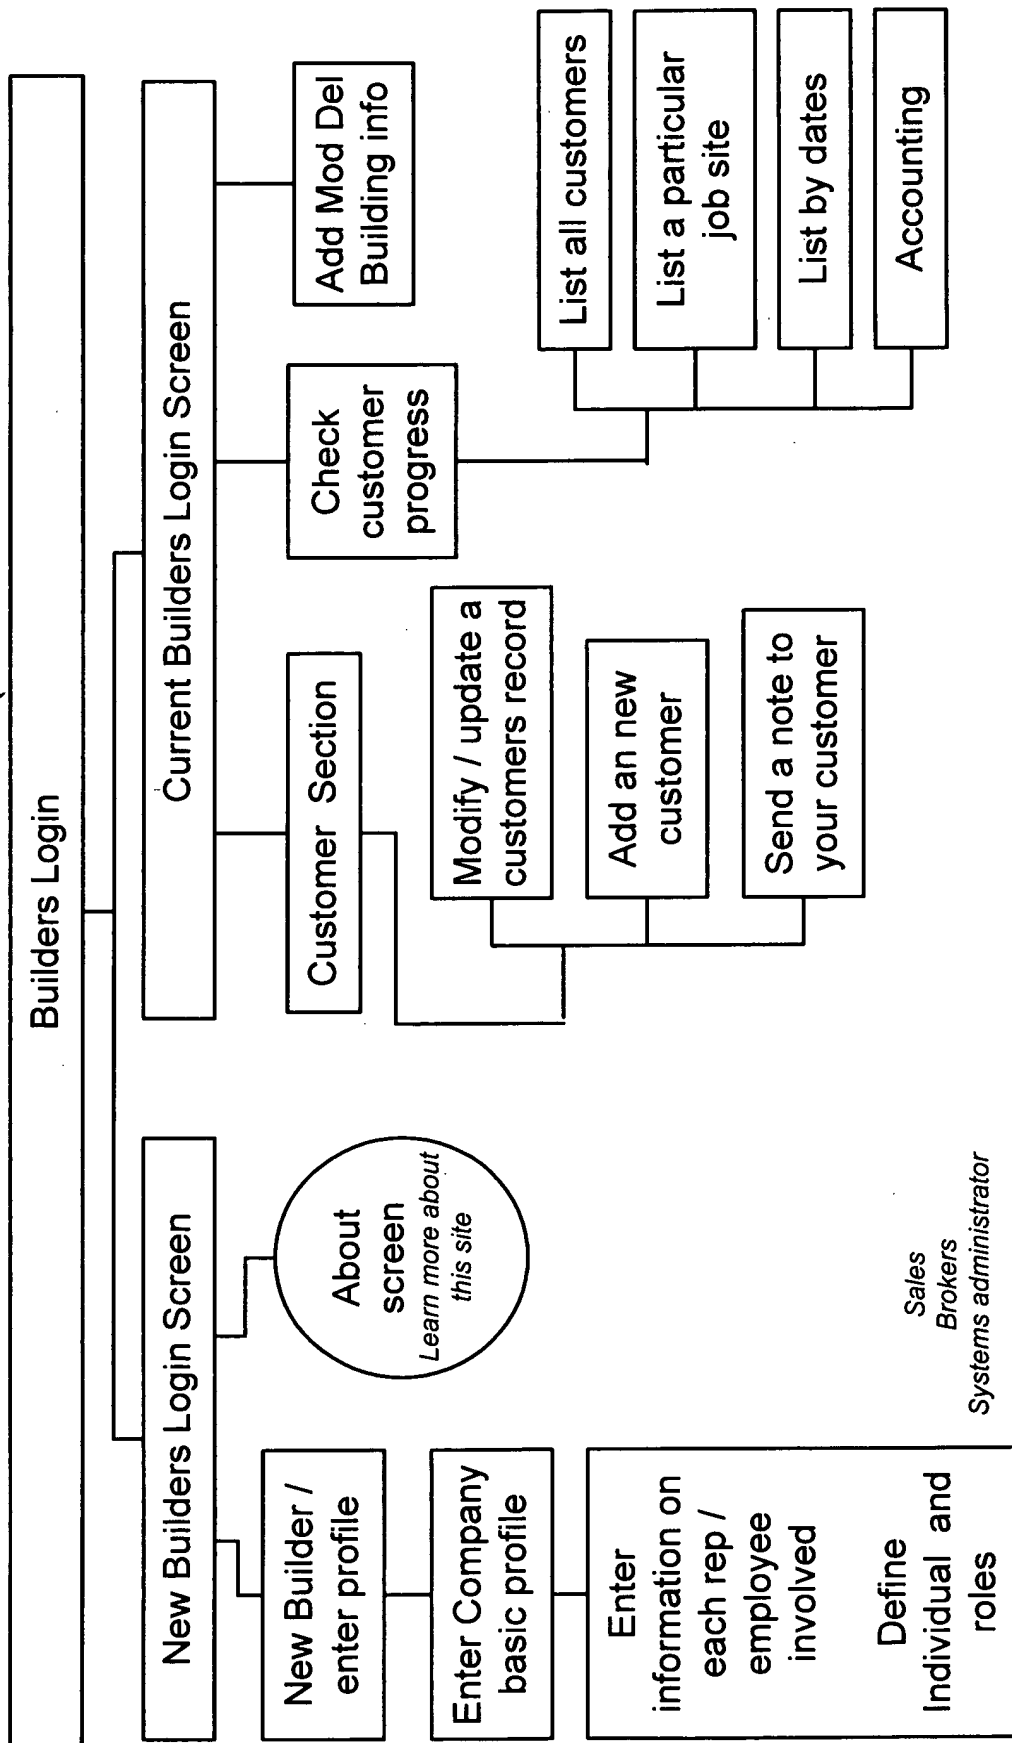 Builders Login
New Builders Login Screen
Current Builders Login Screen
New Builder /
enter profile
About
screen
Learn more about
this site
Customer Section
Check
customer
progress
Add Mod Del
Building info
Enter Company
basic profile
Modify / update a
customers record
Add an new
customer
Send a note to
your customer
List all customers
List a particular
job site
List by dates
Accounting
Enter
information on
each rep /
employee
involved
Define
Individual and
roles
Sales
Brokers
Systems administrator